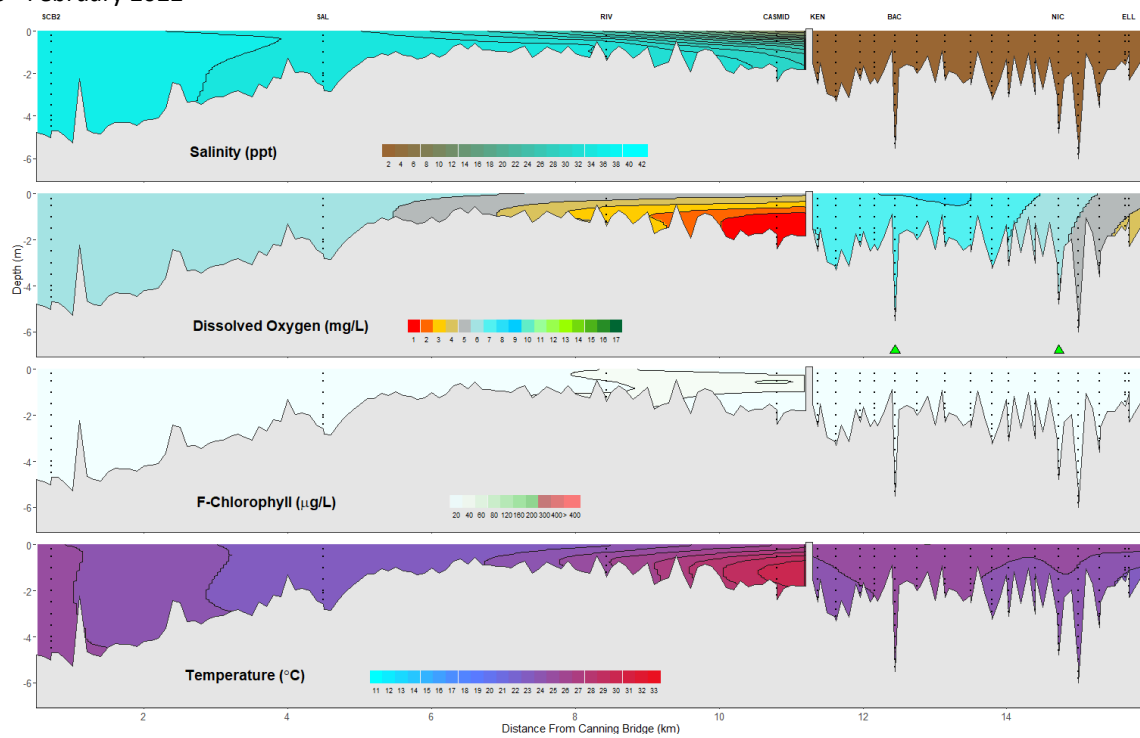 February 2022
SCB2 SAL RIV CASMID KEN BAC NIC ELL
0
-2
-4
-6
Salinity (ppt)
2 4 6 8 10 12 14 16 18 20 22 24 26 28 30 32 34 36 38 40 42
0
-2
-4
-6
Depth (m)
Dissolved Oxygen (mg/L)
1 2 3 4 5 6 7 8 9 10 11 12 13 14 15 16 17
0
-2
-4
-6
F-Chlorophyll (μg/L)
20 40 60 80 120 160 200 300 400> 400
0
-2
-4
-6
Temperature (°C)
11 12 13 14 15 16 17 18 19 20 21 22 23 24 25 26 27 28 29 30 31 32 33
2 4 6 8 10 12 14
Distance From Canning Bridge (km)